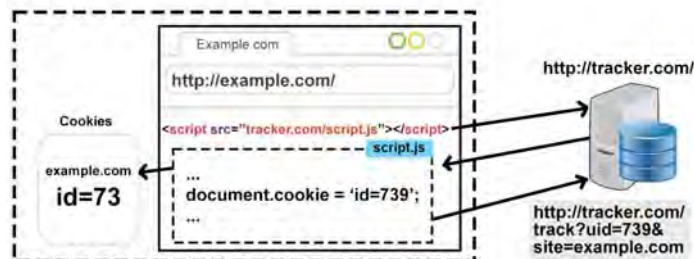 Example com
http://example.com/
http://tracker.com/
Cookies
<script src="tracker.com/script.js"></script>
script.js
example.com
id=73
...
document.cookie = ‘id=739’;
...
http://tracker.com/
track?uid=739&
site=example.com